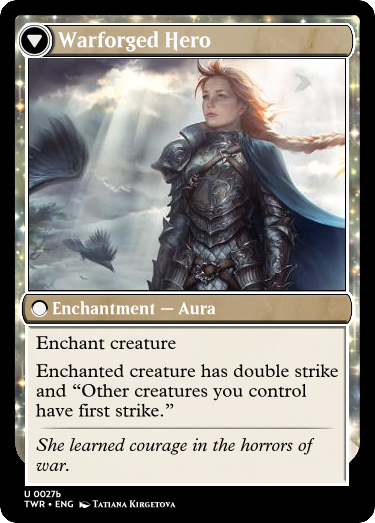 Warforged Hero
Enchantment — Aura
Enchant creature
Enchanted creature has double strike
and “Other creatures you control
have first strike.”
She learned courage in the horrors of
war.
U 0027b
TWR • ENG Tatiana Kirgetova